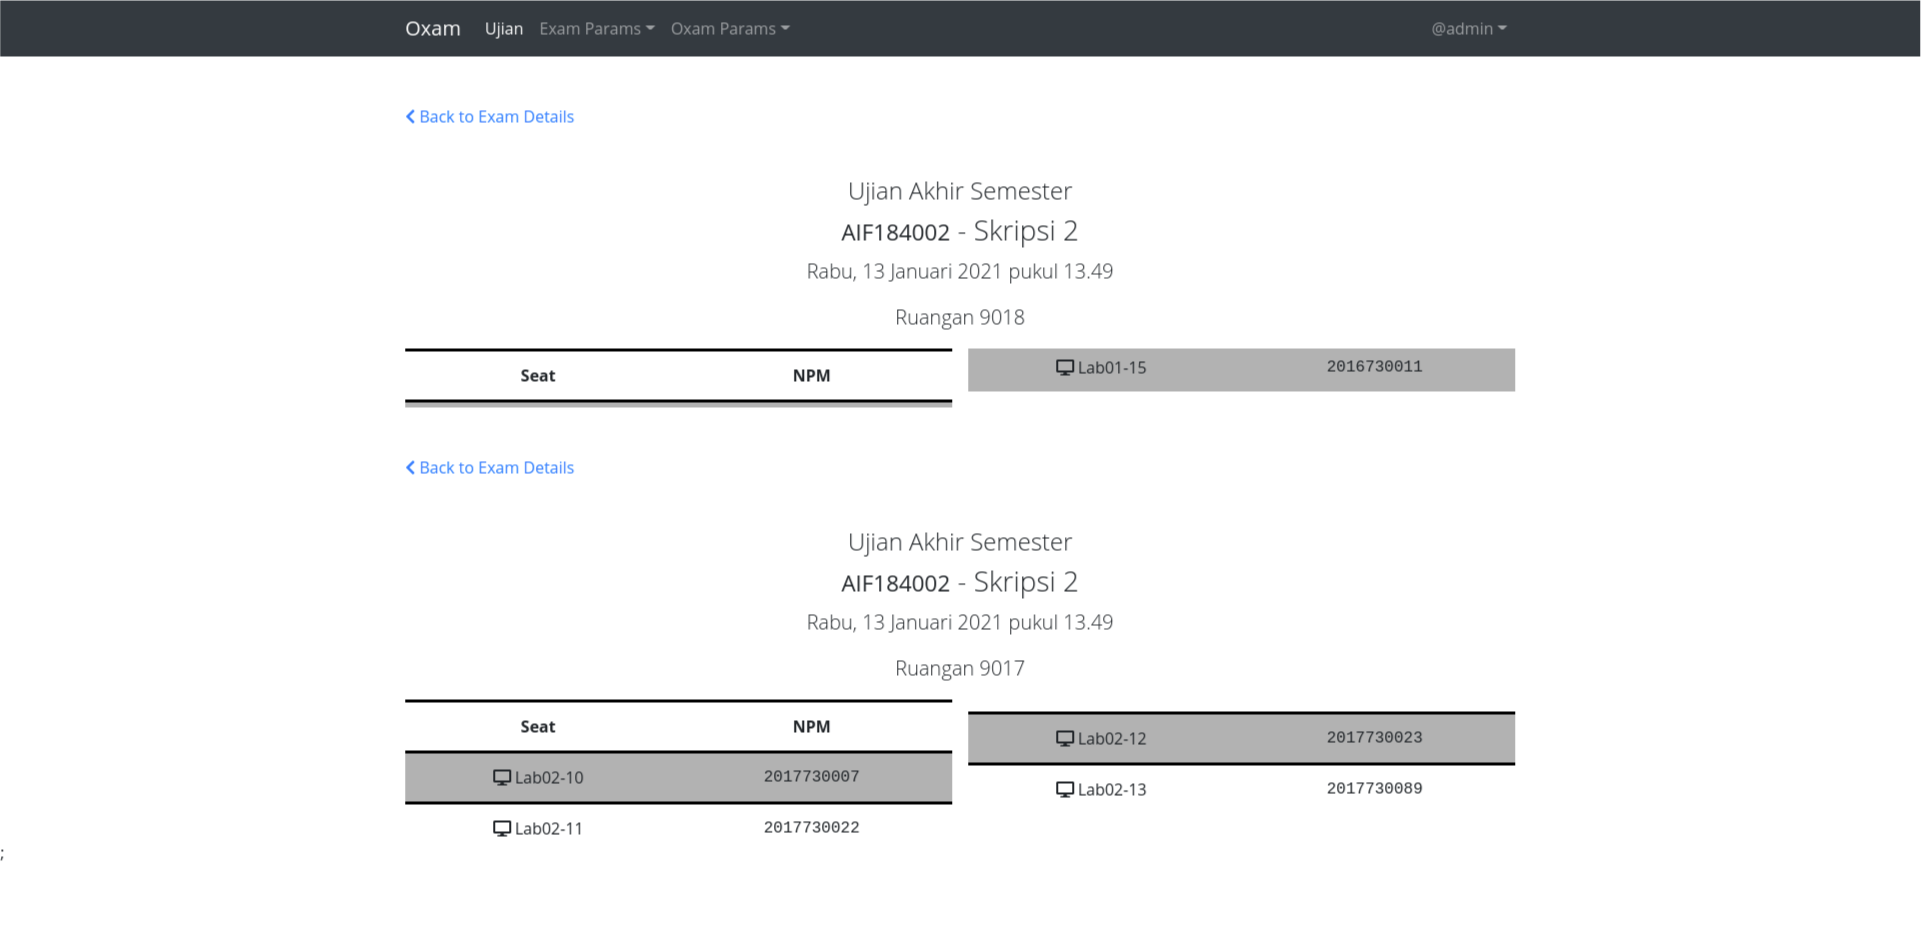 Oxam Ujian Exam Params Oxam Params @admin
Back to Exam Details
Ujian Akhir Semester
AIF184002 - Skripsi 2
Rabu, 13 Januari 2021 pukul 13.49
Ruangan 9018
Seat NPM
Lab01-15 2016730011
Back to Exam Details
Ujian Akhir Semester
AIF184002 - Skripsi 2
Rabu, 13 Januari 2021 pukul 13.49
Ruangan 9017
Seat NPM
Lab02-10 2017730007
Lab02-11 2017730022
Lab02-12 2017730023
Lab02-13 2017730089
;